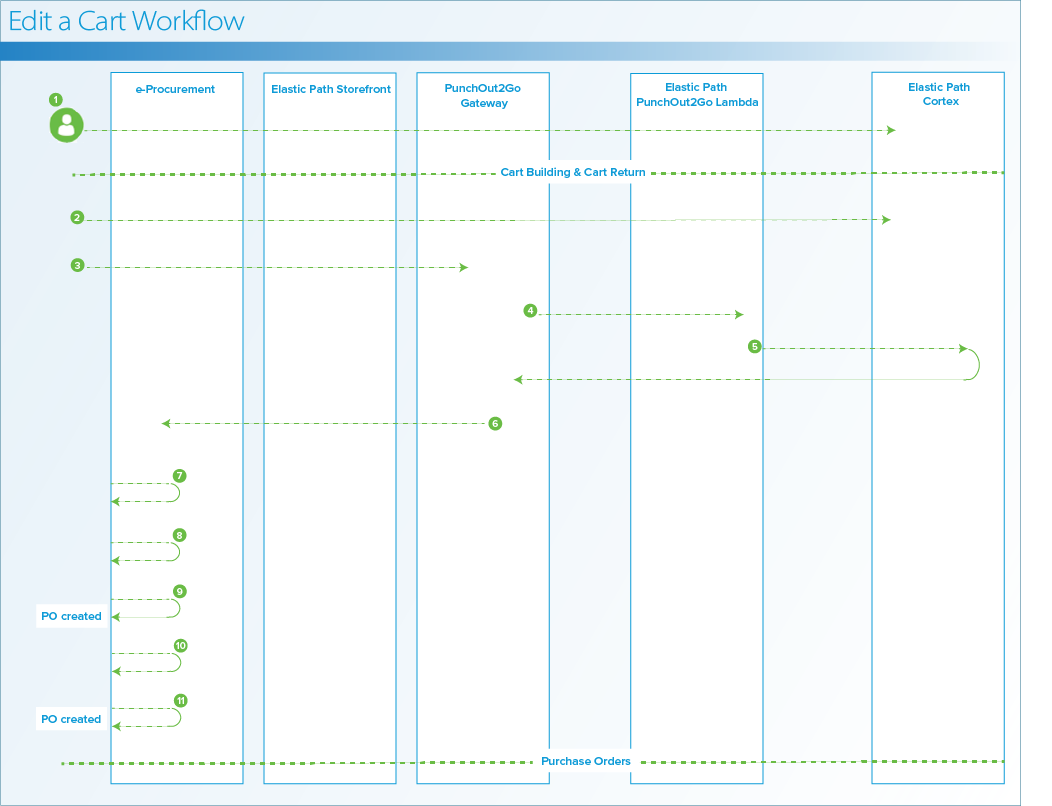 Edit a Cart Workflow
e-Procurement
Elastic Path Storefront
PunchOut2Go
Gateway
Elastic Path
PunchOut2Go Lambda
Elastic Path
Cortex
1
Cart Building & Cart Return
2
3
4
5
6
7
8
9
PO created
10
11
PO created
Purchase Orders